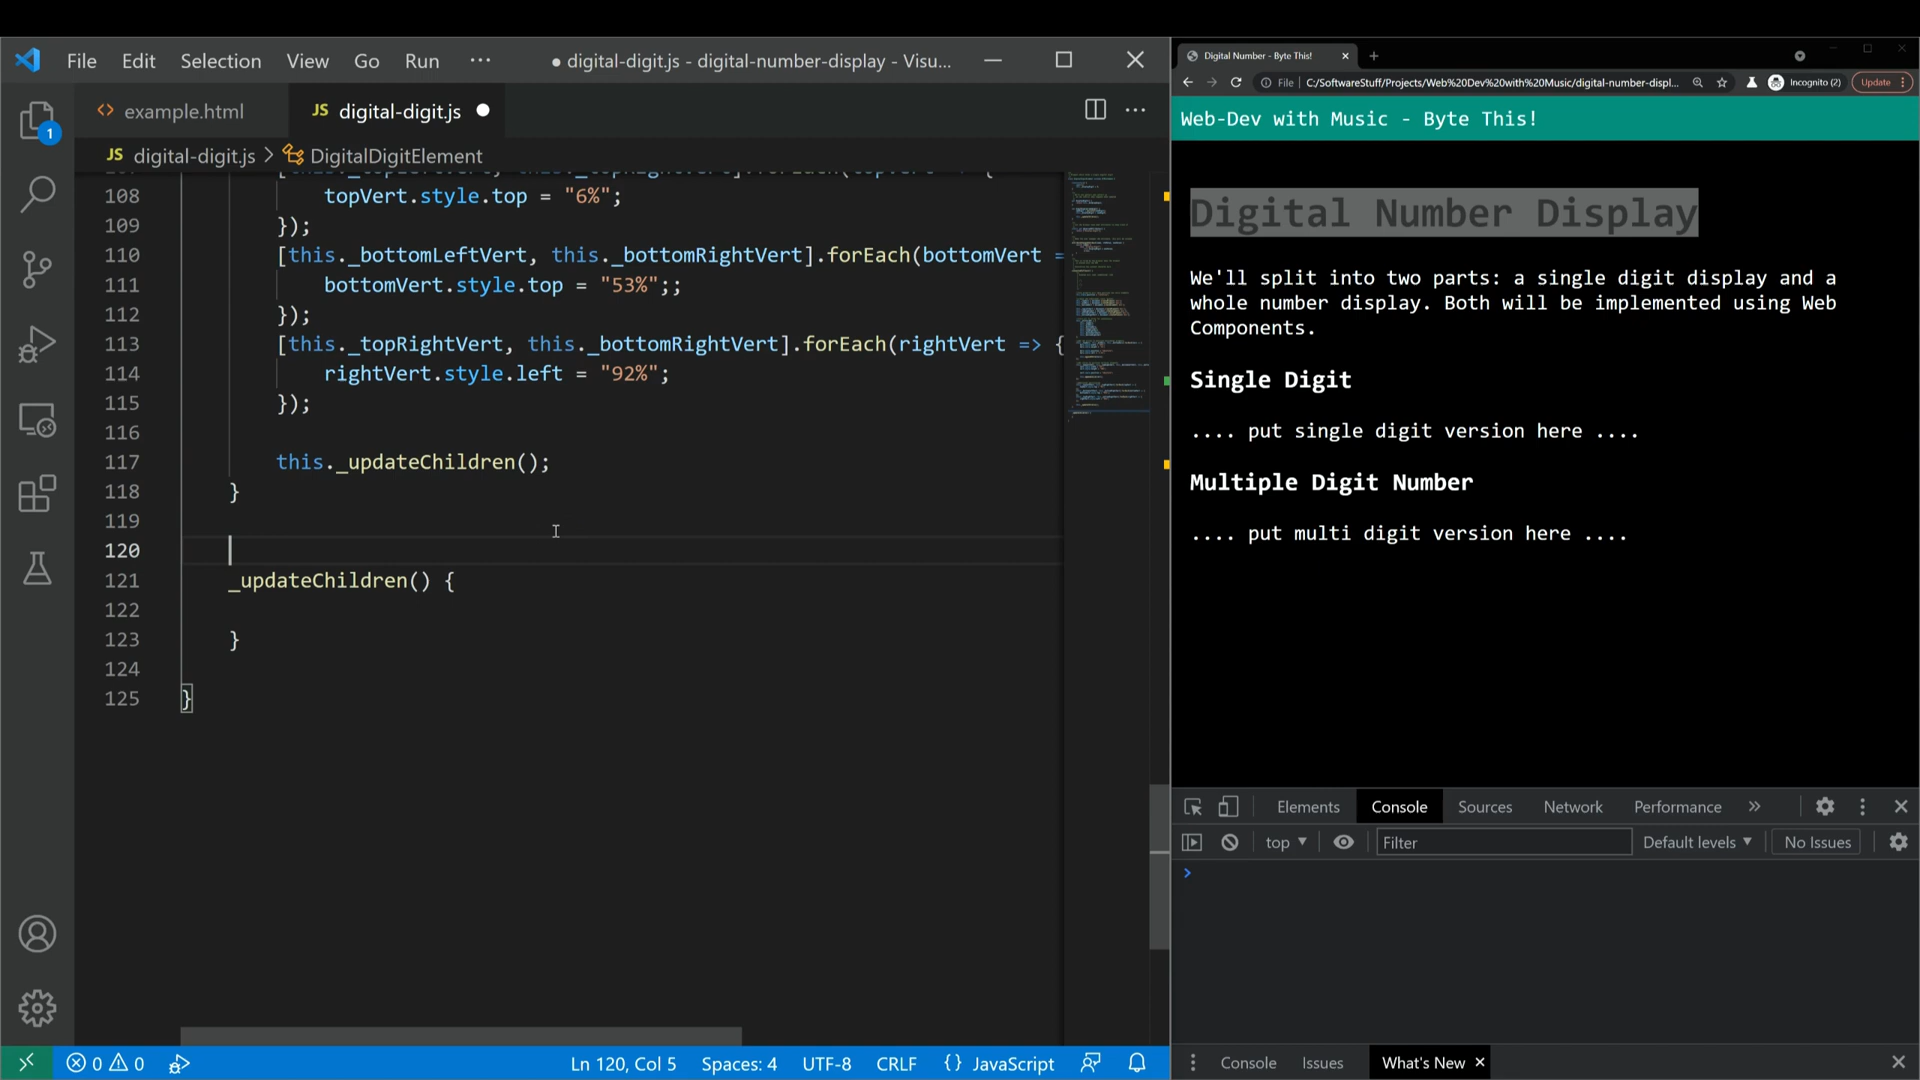 File Edit Selection View Go Run ···
● digital-digit.js - digital-number-display - Visu...
example.html
JS digital-digit.js
JS digital-digit.js > DigitalDigitElement
1
108 topVert.style.top = "6%";
109 });
110 [this._bottomLeftVert, this._bottomRightVert].forEach(bottomVert =
111 bottomVert.style.top = "53%";;
112 });
113 [this._topRightVert, this._bottomRightVert].forEach(rightVert => {
114 rightVert.style.left = "92%";
115 });
116
117 this._updateChildren();
118 }
119
120
121 _updateChildren() {
122
123 }
124
125 }
0 0
Ln 120, Col 5 Spaces: 4 UTF-8 CRLF {} JavaScript
Digital Number - Byte This!
File C:/SoftwareStuff/Projects/Web%20Dev%20with%20Music/digital-number-displ... Incognito (2) Update
Web-Dev with Music - Byte This!
Digital Number Display
We'll split into two parts: a single digit display and a
whole number display. Both will be implemented using Web
Components.
Single Digit
.... put single digit version here ....
Multiple Digit Number
.... put multi digit version here ....
Elements Console Sources Network Performance »
top ▼ Filter Default levels ▼ No Issues
>
Console Issues What's New ×